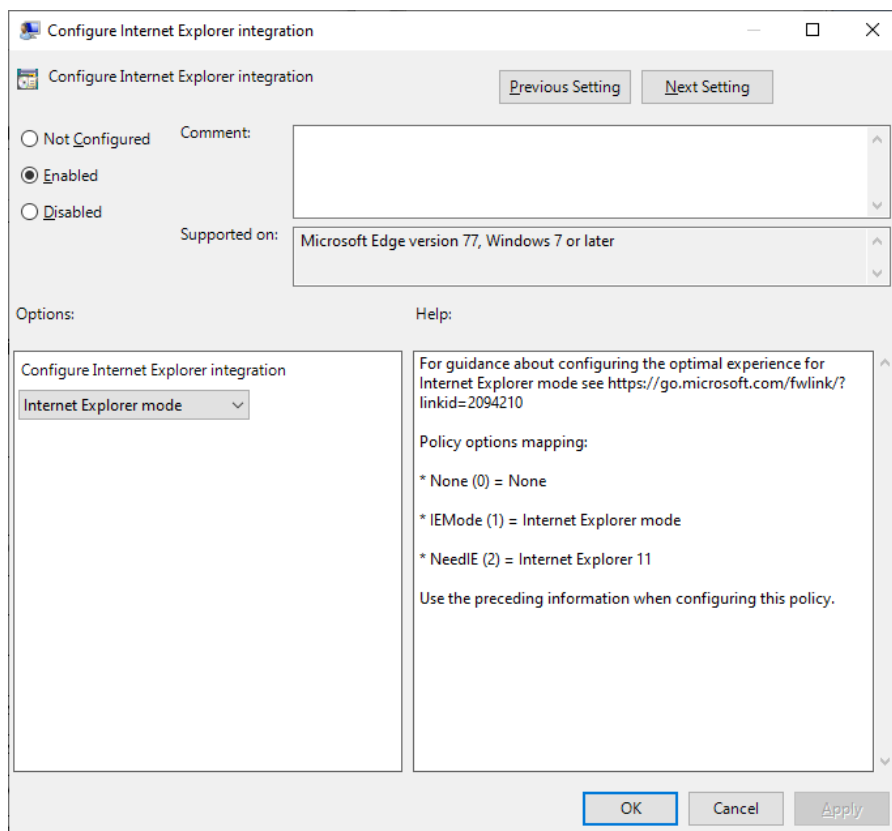 Configure Internet Explorer integration
Configure Internet Explorer integration
Previous Setting
Next Setting
Not Configured
Comment:
Enabled
Disabled
Supported on:
Microsoft Edge version 77, Windows 7 or later
Options:
Help:
Configure Internet Explorer integration
Internet Explorer mode
For guidance about configuring the optimal experience for
Internet Explorer mode see https://go.microsoft.com/fwlink/?
linkid=2094210
Policy options mapping:
* None (0) = None
* IEMode (1) = Internet Explorer mode
* NeedIE (2) = Internet Explorer 11
Use the preceding information when configuring this policy.
OK
Cancel
Apply